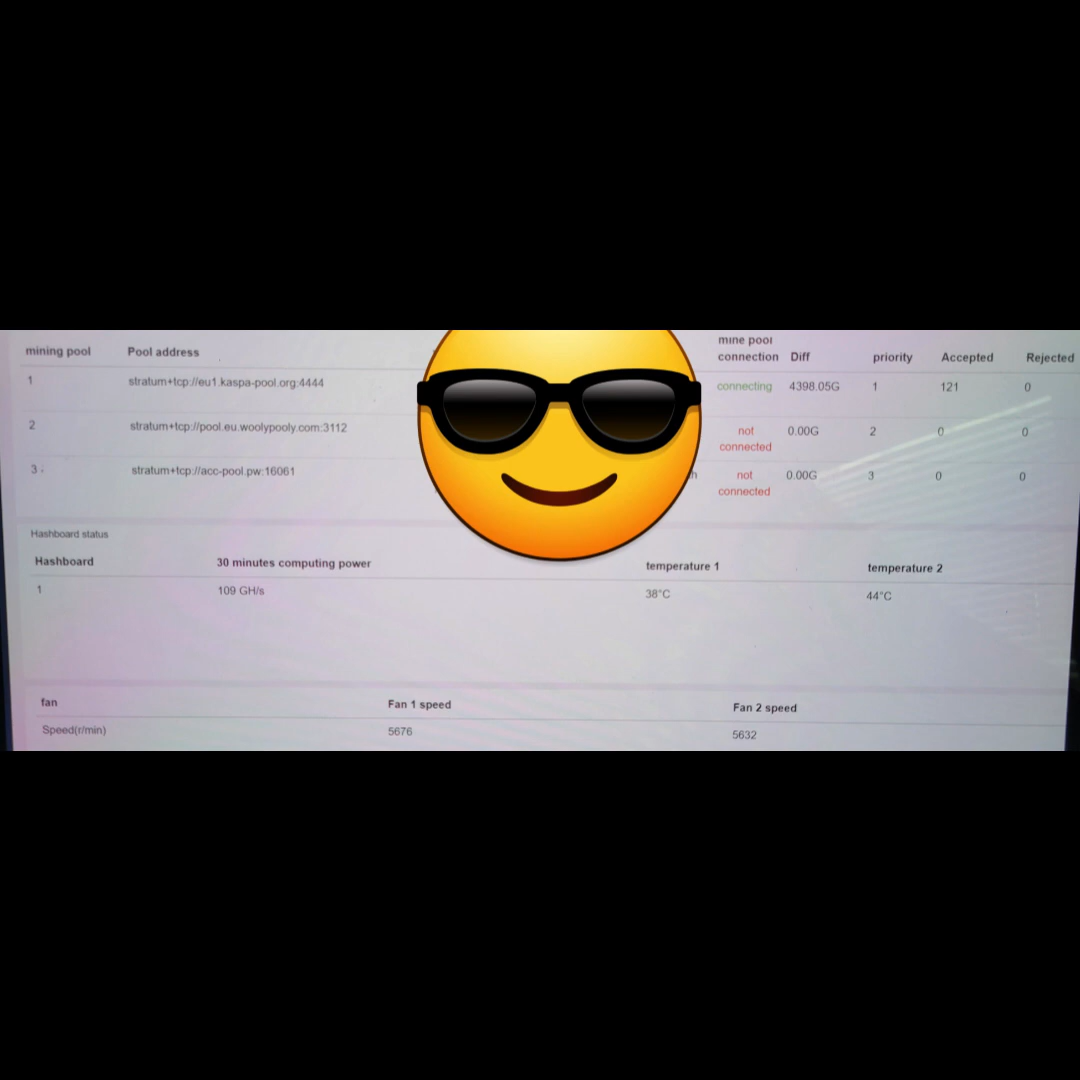 mining pool Pool address mine pool connection Diff priority Accepted Rejected
1 stratum+tcp://eu1.kaspa-pool.org:4444 connecting 4398.05G 1 121 0
2 stratum+tcp://pool.eu.woolypooly.com:3112 not connected 0.00G 2 0 0
3 stratum+tcp://acc-pool.pw:16061 not connected 0.00G 3 0 0
Hashboard status
Hashboard 30 minutes computing power temperature 1 temperature 2
1 109 GH/s 38°C 44°C
fan Fan 1 speed Fan 2 speed
Speed(r/min) 5676 5632